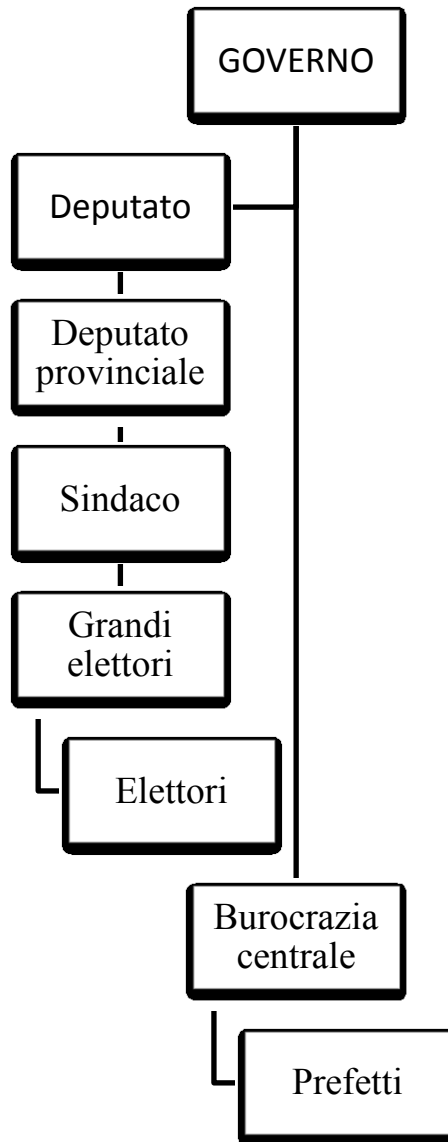 GOVERNO
Deputato
Deputato
provinciale
Sindaco
Grandi
elettori
Elettori
Burocrazia
centrale
Prefetti